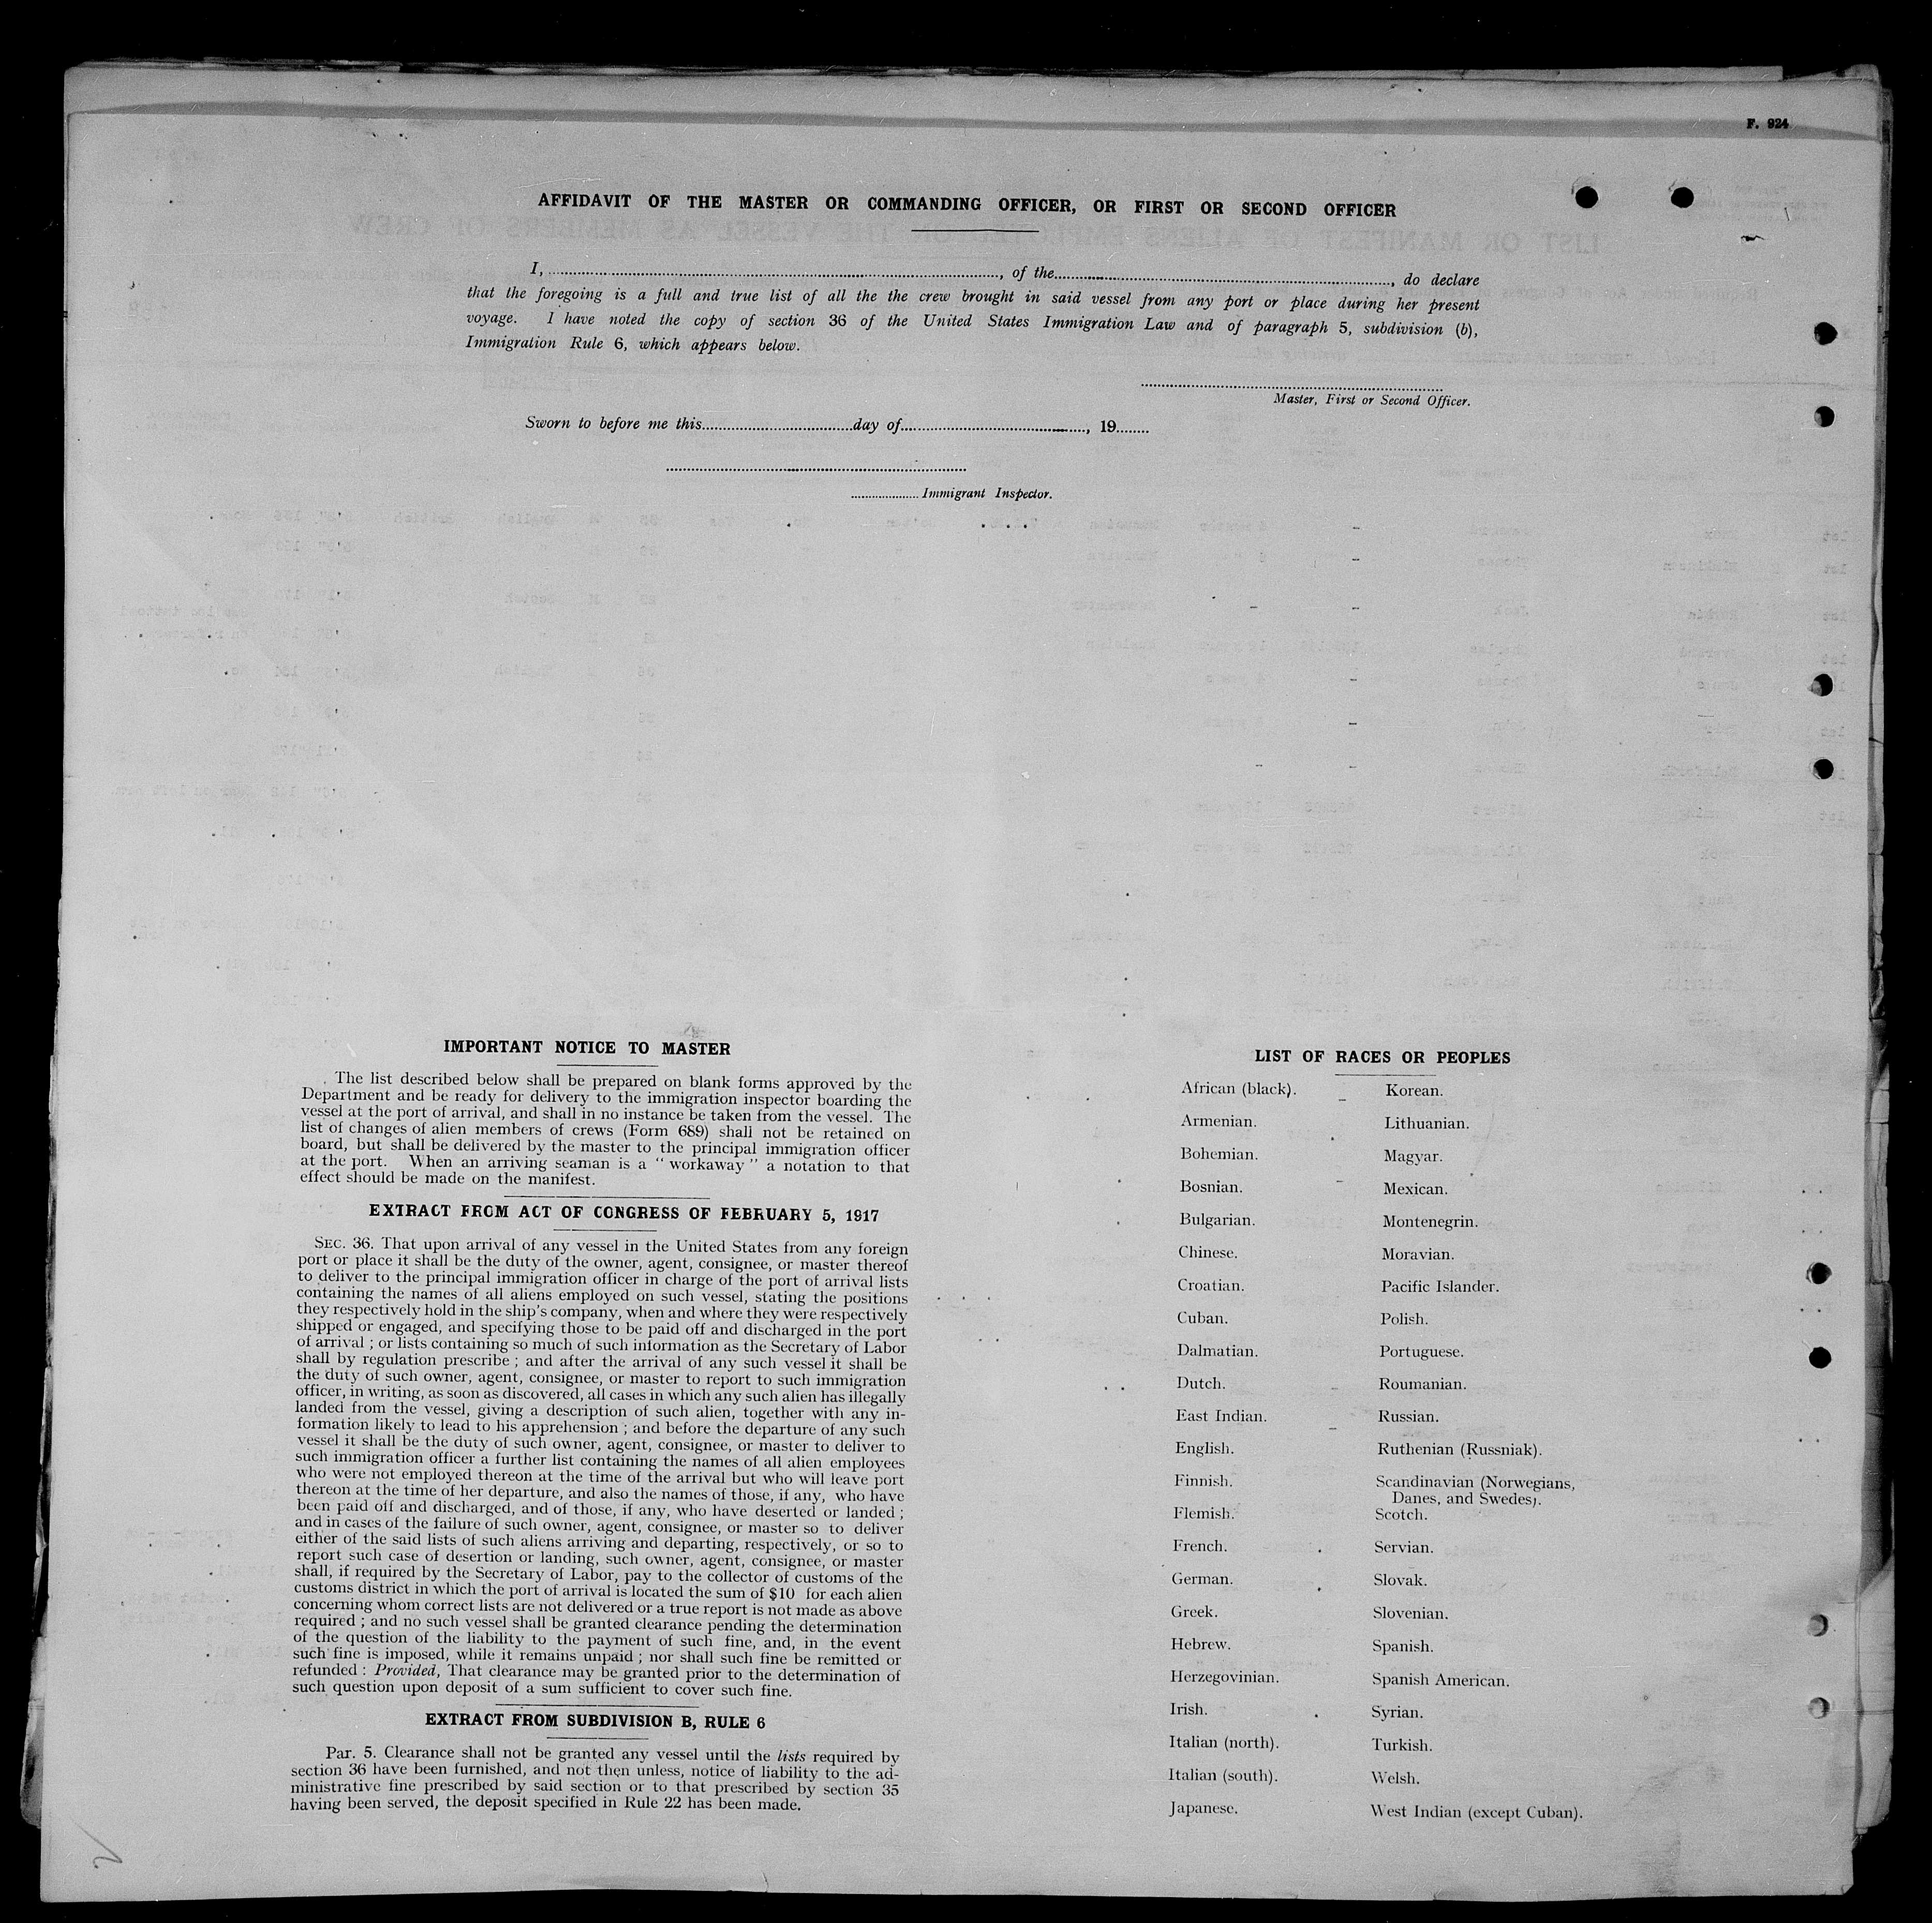 F. 924
AFFIDAVIT OF THE MASTER OR COMMANDING OFFICER, OR FIRST OR SECOND OFFICER
I, ........................................, of the........................................, do declare
that the foregoing is a full and true list of all the the crew brought in said vessel from any port or place during her present
voyage. I have noted the copy of section 36 of the United States Immigration Law and of paragraph 5, subdivision (b),
Immigration Rule 6, which appears below.
Master, First or Second Officer.
Sworn to before me this..............................day of........................................, 19........
....................Immigrant Inspector.
IMPORTANT NOTICE TO MASTER
The list described below shall be prepared on blank forms approved by the
Department and be ready for delivery to the immigration inspector boarding the
vessel at the port of arrival, and shall in no instance be taken from the vessel. The
list of changes of alien members of crews (Form 689) shall not be retained on
board, but shall be delivered by the master to the principal immigration officer
at the port. When an arriving seaman is a " workaway " a notation to that
effect should be made on the manifest.
EXTRACT FROM ACT OF CONGRESS OF FEBRUARY 5, 1917
SEC. 36. That upon arrival of any vessel in the United States from any foreign
port or place it shall be the duty of the owner, agent, consignee, or master thereof
to deliver to the principal immigration officer in charge of the port of arrival lists
containing the names of all aliens employed on such vessel, stating the positions
they respectively hold in the ship's company, when and where they were respectively
shipped or engaged, and specifying those to be paid off and discharged in the port
of arrival ; or lists containing so much of such information as the Secretary of Labor
shall by regulation prescribe ; and after the arrival of any such vessel it shall be
the duty of such owner, agent, consignee, or master to report to such immigration
officer, in writing, as soon as discovered, all cases in which any such alien has illegally
landed from the vessel, giving a description of such alien, together with any in-
formation likely to lead to his apprehension ; and before the departure of any such
vessel it shall be the duty of such owner, agent, consignee, or master to deliver to
such immigration officer a further list containing the names of all alien employees
who were not employed thereon at the time of the arrival but who will leave port
thereon at the time of her departure, and also the names of those, if any, who have
been paid off and discharged, and of those, if any, who have deserted or landed ;
and in cases of the failure of such owner, agent, consignee, or master so to deliver
either of the said lists of such aliens arriving and departing, respectively, or so to
report such case of desertion or landing, such owner, agent, consignee, or master
shall, if required by the Secretary of Labor, pay to the collector of customs of the
customs district in which the port of arrival is located the sum of $10 for each alien
concerning whom correct lists are not delivered or a true report is not made as above
required ; and no such vessel shall be granted clearance pending the determination
of the question of the liability to the payment of such fine, and, in the event
such fine is imposed, while it remains unpaid ; nor shall such fine be remitted or
refunded : Provided, That clearance may be granted prior to the determination of
such question upon deposit of a sum sufficient to cover such fine.
EXTRACT FROM SUBDIVISION B, RULE 6
Par. 5. Clearance shall not be granted any vessel until the lists required by
section 36 have been furnished, and not then unless, notice of liability to the ad-
ministrative fine prescribed by said section or to that prescribed by section 35
having been served, the deposit specified in Rule 22 has been made.
LIST OF RACES OR PEOPLES
African (black).
Armenian.
Bohemian.
Bosnian.
Bulgarian.
Chinese.
Croatian.
Cuban.
Dalmatian.
Dutch.
East Indian.
English.
Finnish.
Flemish.
French.
German.
Greek.
Hebrew.
Herzegovinian.
Irish.
Italian (north).
Italian (south).
Japanese.
Korean.
Lithuanian.
Magyar.
Mexican.
Montenegrin.
Moravian.
Pacific Islander.
Polish.
Portuguese.
Roumanian.
Russian.
Ruthenian (Russniak).
Scandinavian (Norwegians,
Danes, and Swedes).
Scotch.
Servian.
Slovak.
Slovenian.
Spanish.
Spanish American.
Syrian.
Turkish.
Welsh.
West Indian (except Cuban).